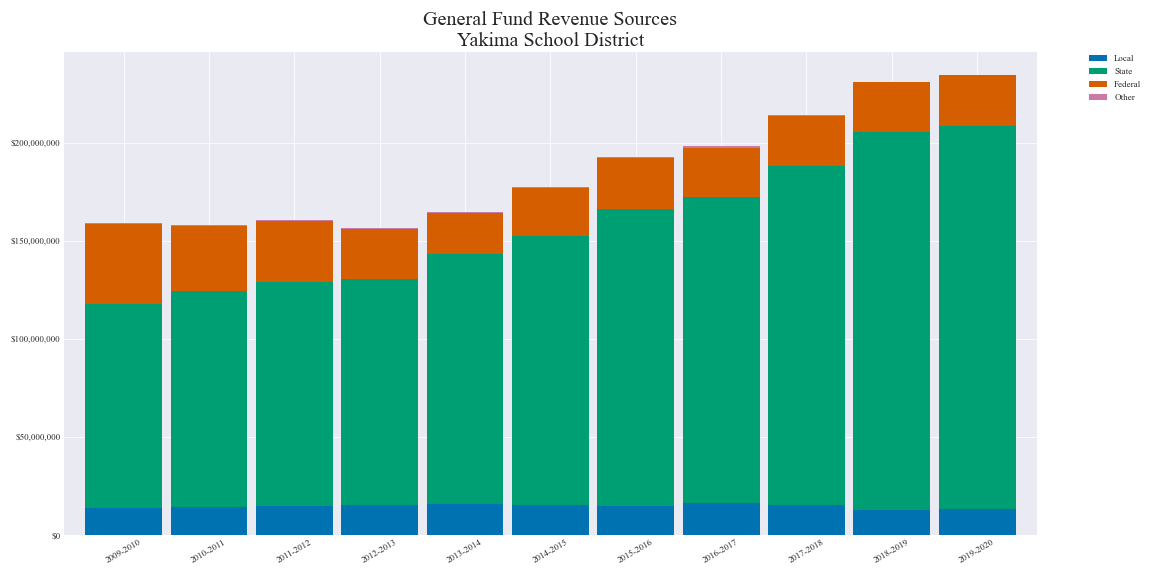 General Fund Revenue Sources
Yakima School District
Local
State
Federal
Other
$200,000,000
$150,000,000
$100,000,000
$50,000,000
$0
2009-2010
2010-2011
2011-2012
2012-2013
2013-2014
2014-2015
2015-2016
2016-2017
2017-2018
2018-2019
2019-2020